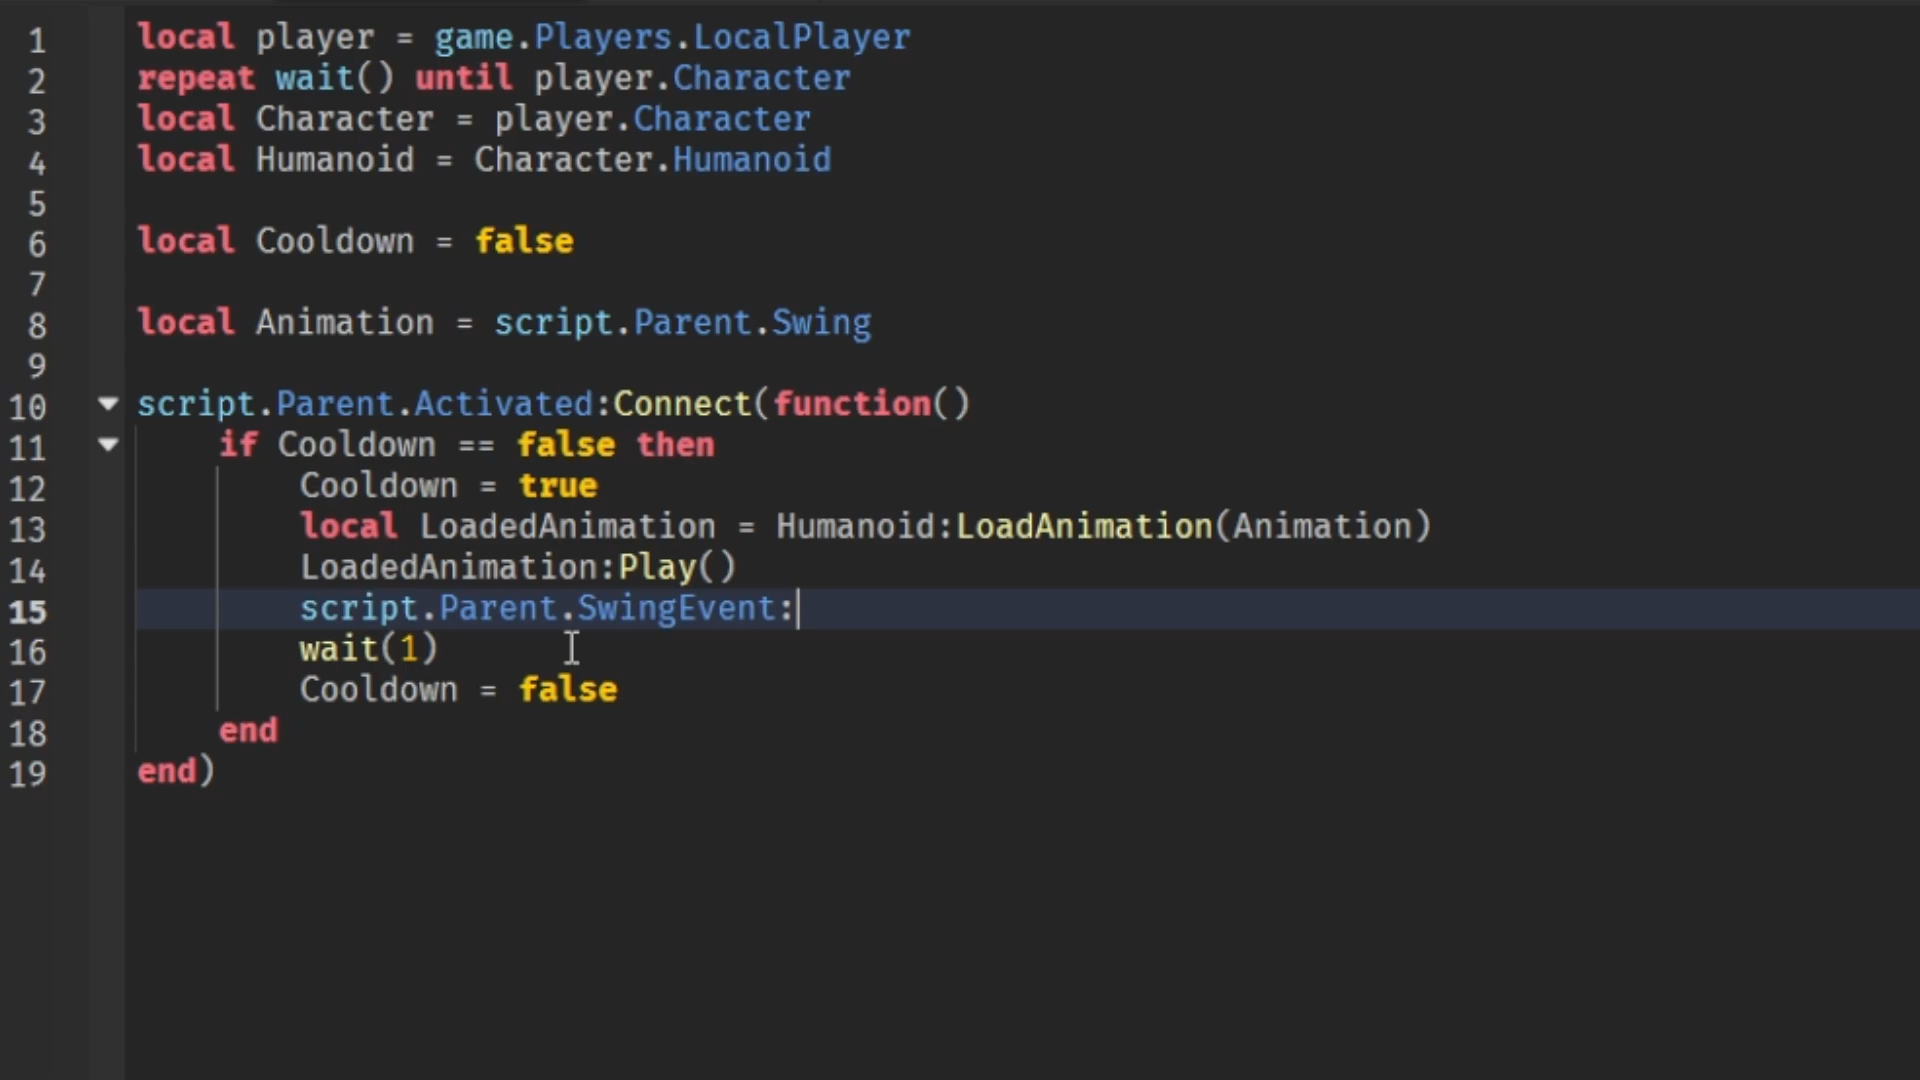 1 local player = game.Players.LocalPlayer
2 repeat wait() until player.Character
3 local Character = player.Character
4 local Humanoid = Character.Humanoid
5
6 local Cooldown = false
7
8 local Animation = script.Parent.Swing
9
10 script.Parent.Activated:Connect(function()
11 if Cooldown == false then
12 Cooldown = true
13 local LoadedAnimation = Humanoid:LoadAnimation(Animation)
14 LoadedAnimation:Play()
15 script.Parent.SwingEvent:
16 wait(1)
17 Cooldown = false
18 end
19 end)